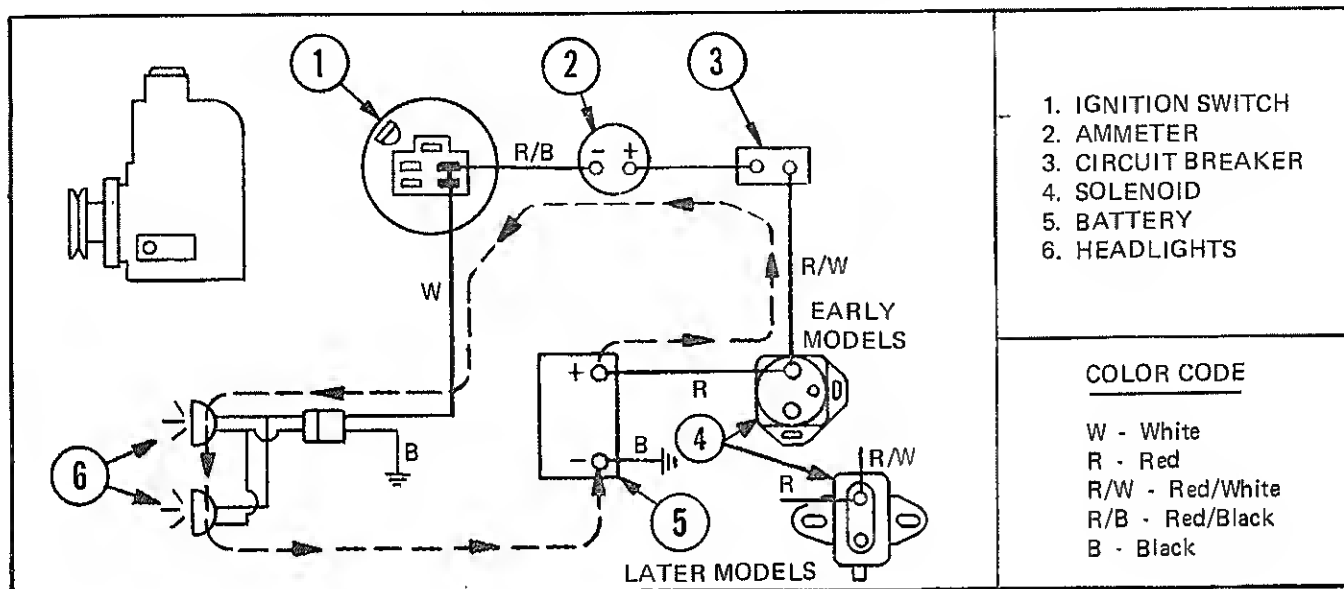 1
2
3
R/B
- +
W
R/W
EARLY
MODELS
+
R
4
B
-
B
6
5
R/W
R
LATER MODELS
1. IGNITION SWITCH
2. AMMETER
3. CIRCUIT BREAKER
4. SOLENOID
5. BATTERY
6. HEADLIGHTS
COLOR CODE
W - White
R - Red
R/W - Red/White
R/B - Red/Black
B - Black